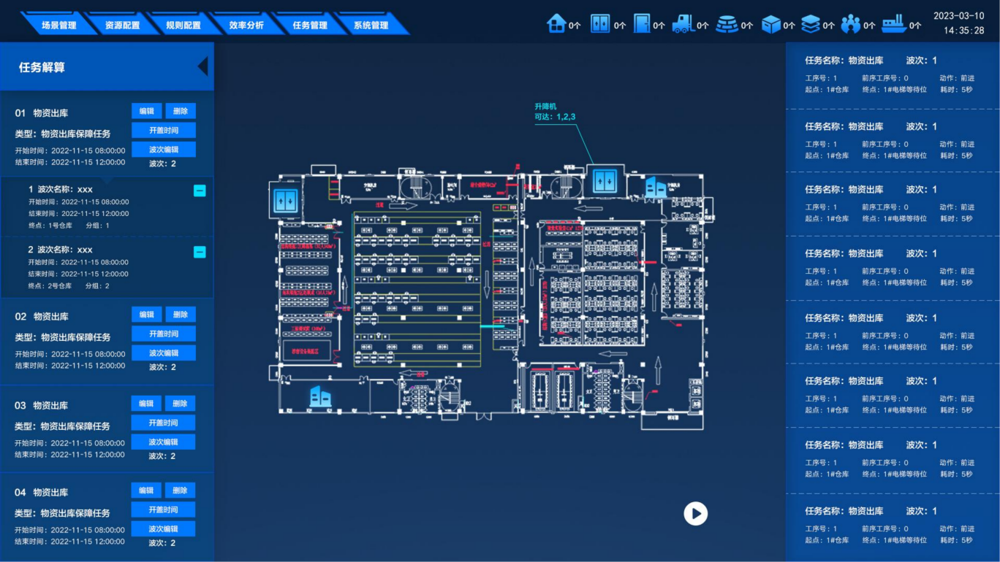 场景管理 资源配置 规则配置 效率分析 任务管理 系统管理
0个 0个 0个 0个 0个 0个 0个 0个 0个
2023-03-10
14:35:28
任务解算
01 物资出库 编辑 删除
类型：物资出库保障任务 开盖时间
开始时间：2022-11-15 08:00:00 波次编辑
结束时间：2022-11-15 12:00:00 波次：2
1 波次名称：xxx
开始时间：2022-11-15 08:00:00
结束时间：2022-11-15 12:00:00
终点：1号仓库 分组：1
2 波次名称：xxx
开始时间：2022-11-15 08:00:00
结束时间：2022-11-15 12:00:00
终点：2号仓库 分组：2
02 物资出库 编辑 删除
类型：物资出库保障任务 开盖时间
开始时间：2022-11-15 08:00:00 波次编辑
结束时间：2022-11-15 12:00:00 波次：2
03 物资出库 编辑 删除
类型：物资出库保障任务 开盖时间
开始时间：2022-11-15 08:00:00 波次编辑
结束时间：2022-11-15 12:00:00 波次：2
04 物资出库 编辑 删除
类型：物资出库保障任务 开盖时间
开始时间：2022-11-15 08:00:00 波次编辑
结束时间：2022-11-15 12:00:00 波次：2
升降机
可达：1,2,3
任务名称：物资出库 波次：1
工序号：1 前序工序号：0 动作：前进
起点：1#仓库 终点：1#电梯等待位 耗时：5秒
任务名称：物资出库 波次：1
工序号：1 前序工序号：0 动作：前进
起点：1#仓库 终点：1#电梯等待位 耗时：5秒
任务名称：物资出库 波次：1
工序号：1 前序工序号：0 动作：前进
起点：1#仓库 终点：1#电梯等待位 耗时：5秒
任务名称：物资出库 波次：1
工序号：1 前序工序号：0 动作：前进
起点：1#仓库 终点：1#电梯等待位 耗时：5秒
任务名称：物资出库 波次：1
工序号：1 前序工序号：0 动作：前进
起点：1#仓库 终点：1#电梯等待位 耗时：5秒
任务名称：物资出库 波次：1
工序号：1 前序工序号：0 动作：前进
起点：1#仓库 终点：1#电梯等待位 耗时：5秒
任务名称：物资出库 波次：1
工序号：1 前序工序号：0 动作：前进
起点：1#仓库 终点：1#电梯等待位 耗时：5秒
任务名称：物资出库 波次：1
工序号：1 前序工序号：0 动作：前进
起点：1#仓库 终点：1#电梯等待位 耗时：5秒